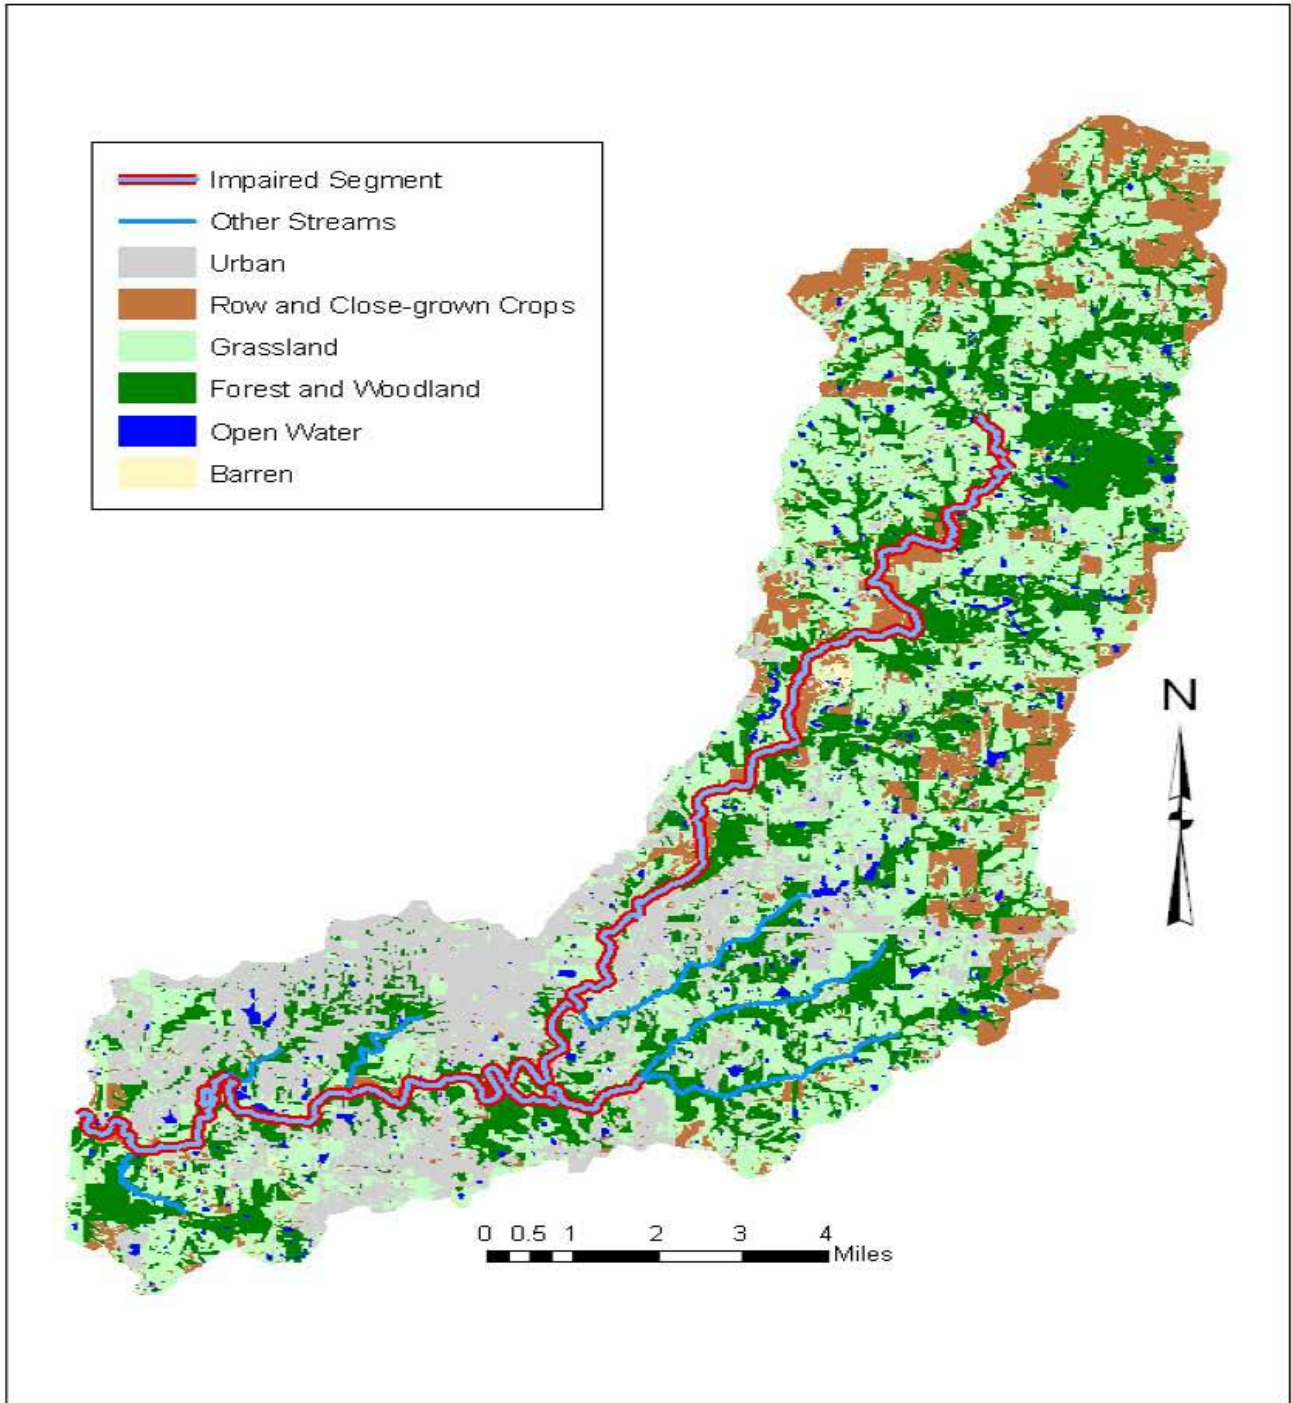 Impaired Segment
Other Streams
Urban
Row and Close-grown Crops
Grassland
Forest and Woodland
Open Water
Barren
N
0 0.5 1 2 3 4
Miles